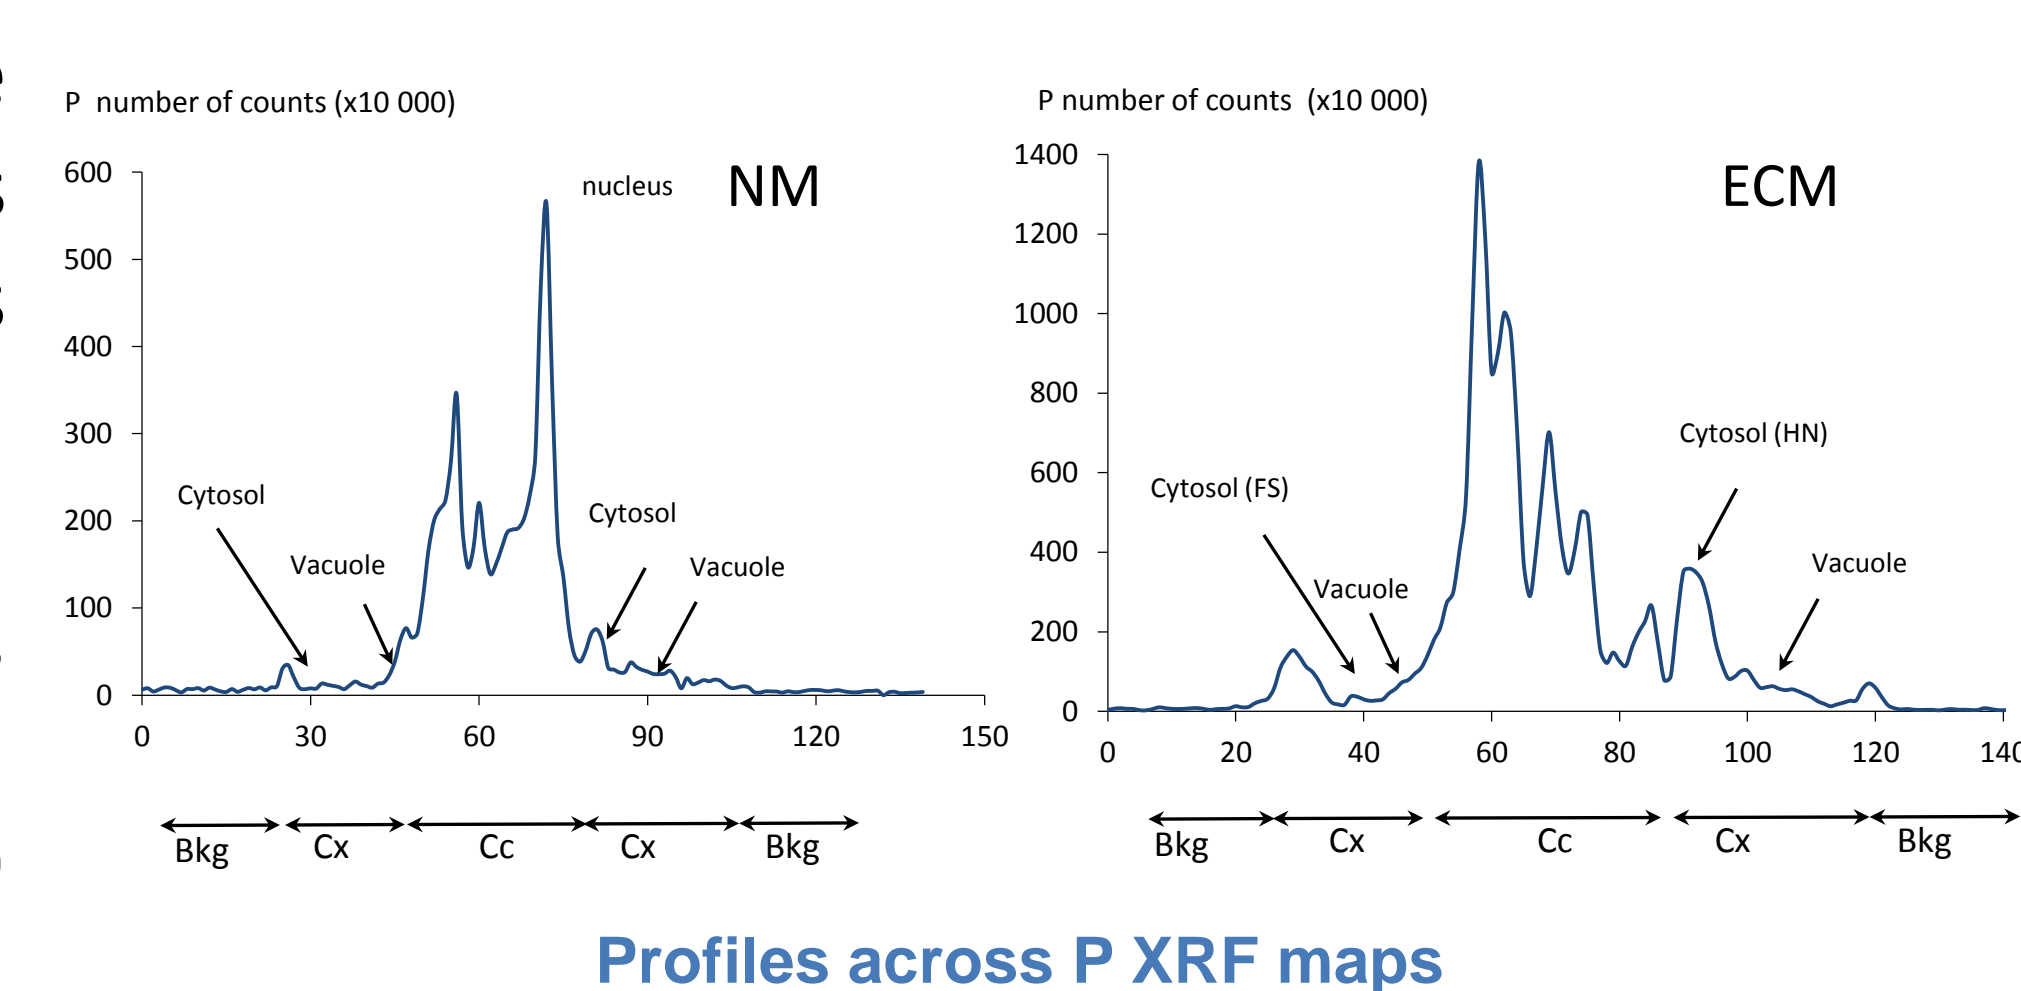 P number of counts (x10 000)
NM
nucleus
600
500
400
300
200
100
0
Cytosol
Vacuole
Cytosol
Vacuole
0 30 60 90 120 150
Bkg Cx Cc Cx Bkg
P number of counts (x10 000)
ECM
1400
1200
1000
800
600
400
200
0
Cytosol (FS)
Vacuole
Cytosol (HN)
Vacuole
0 20 40 60 80 100 120 140
Bkg Cx Cc Cx Bkg
Profiles across P XRF maps